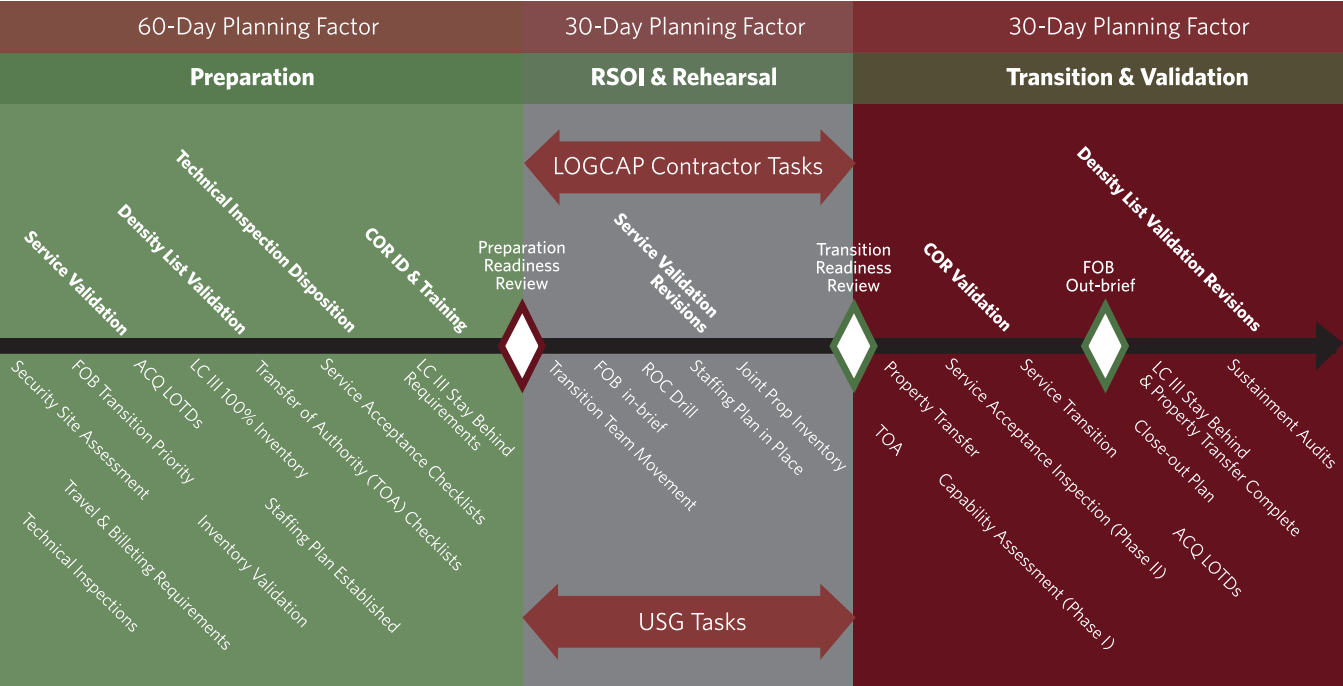 60-Day Planning Factor
30-Day Planning Factor
30-Day Planning Factor
Preparation
RSOI & Rehearsal
Transition & Validation
LOGCAP Contractor Tasks
Service Validation
Density List Validation
Technical Inspection Disposition
COR ID & Training
Preparation
Readiness
Review
Service Validation
Revisions
Transition
Readiness
Review
COR Validation
FOB
Out-brief
Density List Validation Revisions
Security Site Assessment
FOB Transition Priority
ACQ LOTDs
LC III 100% Inventory
Transfer of Authority (TOA) Checklists
Service Acceptance Checklists
LC III Stay Behind
Requirements
Technical Inspections
Travel & Billeting Requirements
Inventory Validation
Staffing Plan Established
Transition Team Movement
FOB in-brief
ROC Drill
Staffing Plan in Place
Joint Prop Inventory
TOA
Property Transfer
Service Acceptance Inspection (Phase II)
Service Transition
Capability Assessment (Phase I)
LC III Stay Behind
& Property Transfer Complete
Close-out Plan
ACQ LOTDs
Sustainment Audits
USG Tasks